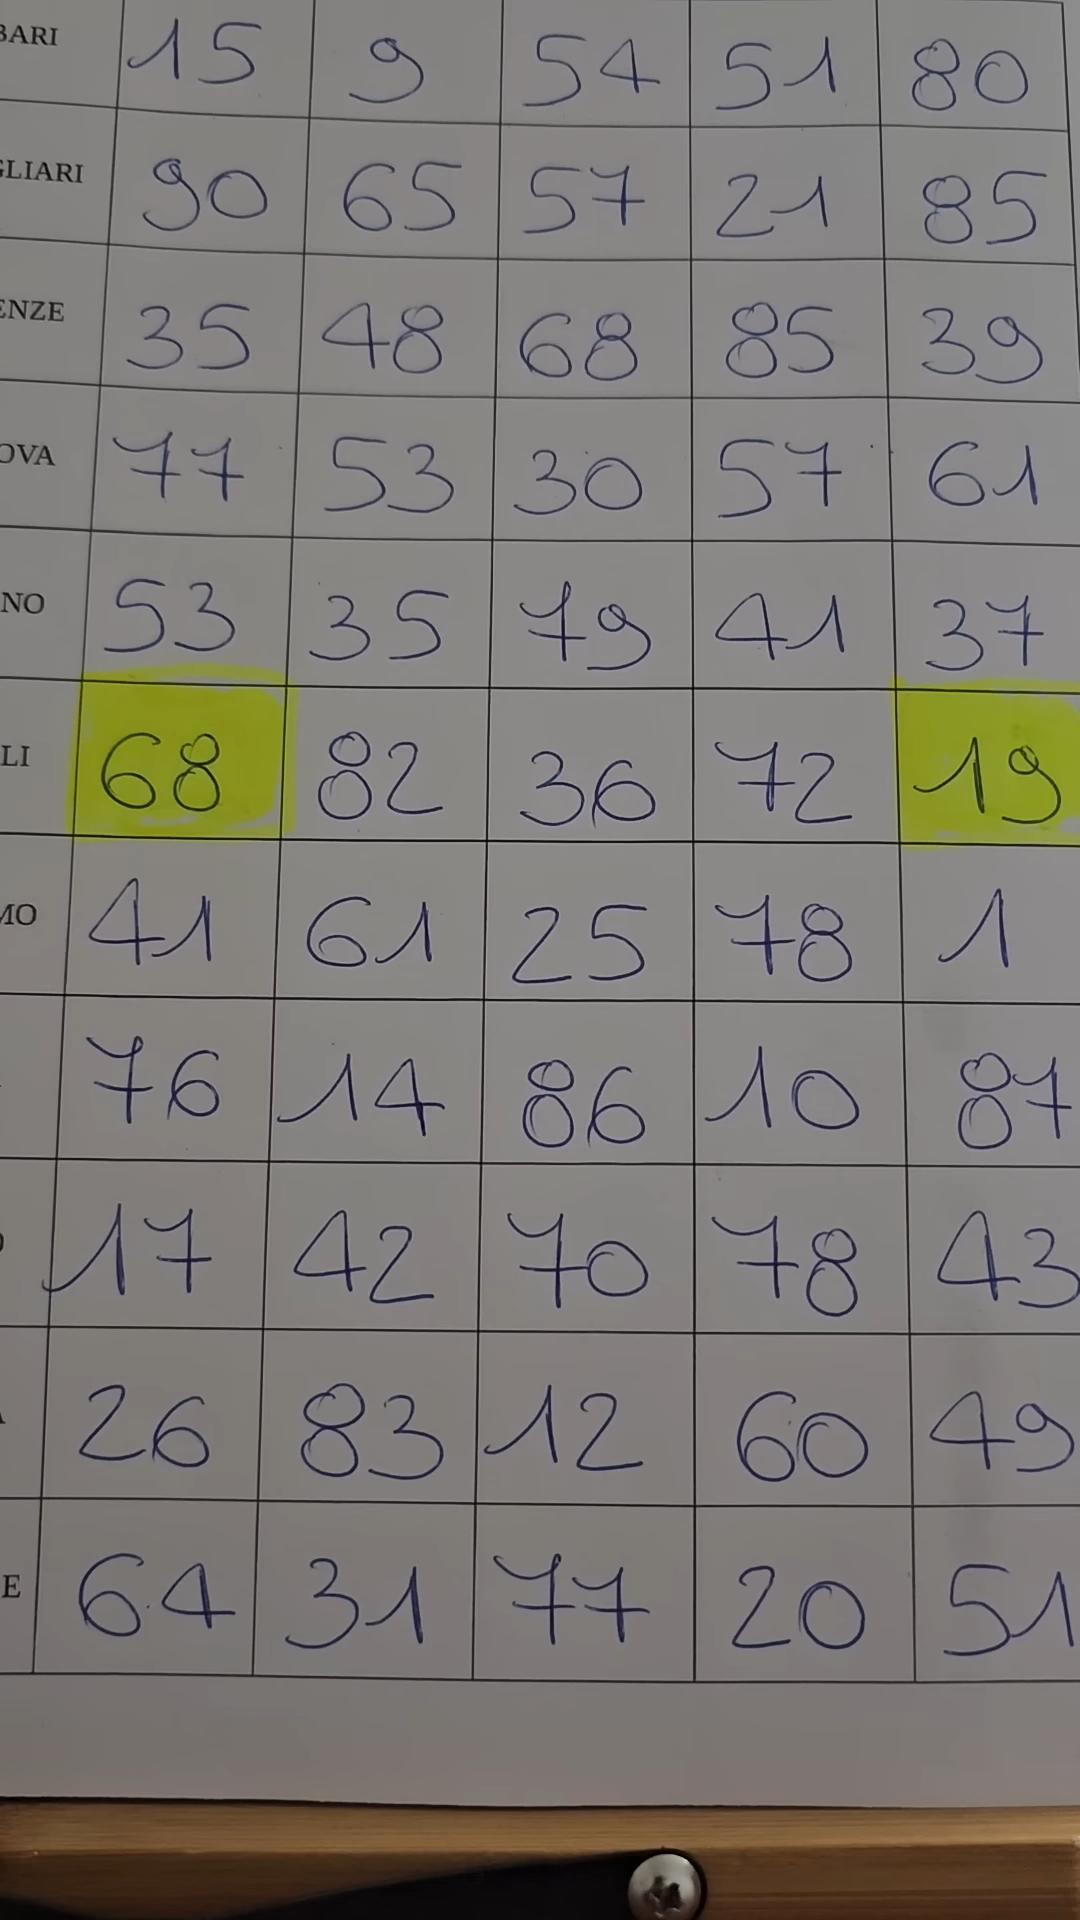 BARI 15 9 54 51 80
GLIARI 90 65 57 21 85
ENZE 35 48 68 85 39
OVA 77 53 30 57 61
NO 53 35 79 41 37
LI 68 82 36 72 19
MO 41 61 25 78 1
76 14 86 10 87
17 42 70 78 43
A 26 83 12 60 49
E 64 31 77 20 51